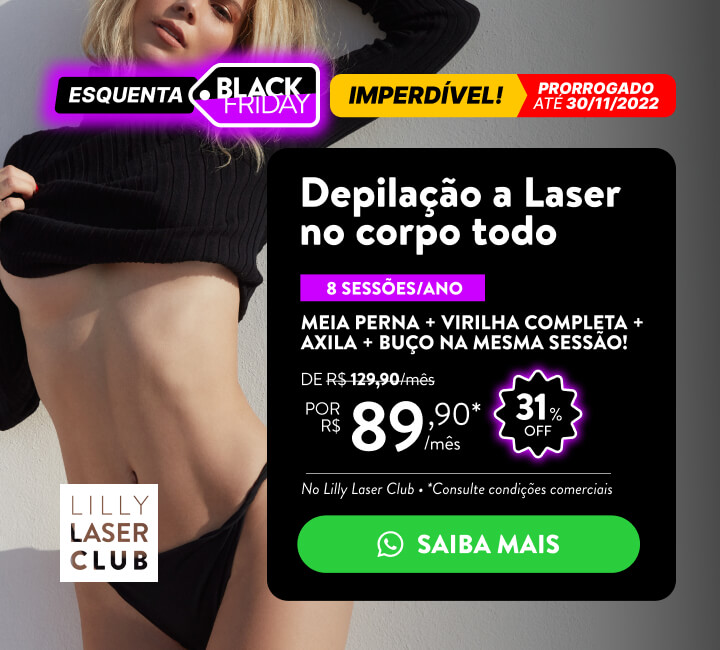 ESQUENTA
BLACK
FRIDAY
IMPERDÍVEL!
PRORROGADO
ATÉ 30/11/2022
Depilação a Laser
no corpo todo
8 SESSÕES/ANO
MEIA PERNA + VIRILHA COMPLETA +
AXILA + BUÇO NA MESMA SESSÃO!
DE R$ 129,90/mês
POR
R$
89,90*
/mês
31%
OFF
No Lilly Laser Club • *Consulte condições comerciais
SAIBA MAIS
LILLY
LASER
CLUB